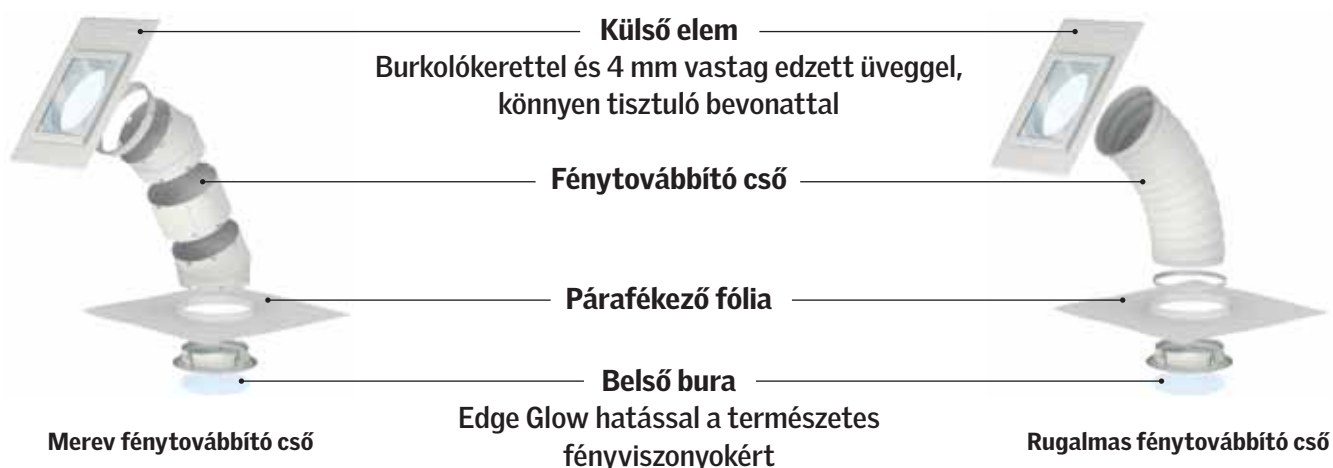 Külső elem
Burkolókerettel és 4 mm vastag edzett üveggel,
könnyen tisztuló bevonattal
Fénytovábbító cső
Párafékező fólia
Belső bura
Edge Glow hatással a természetes
fényviszonyokért
Merev fénytovábbító cső
Rugalmas fénytovábbító cső